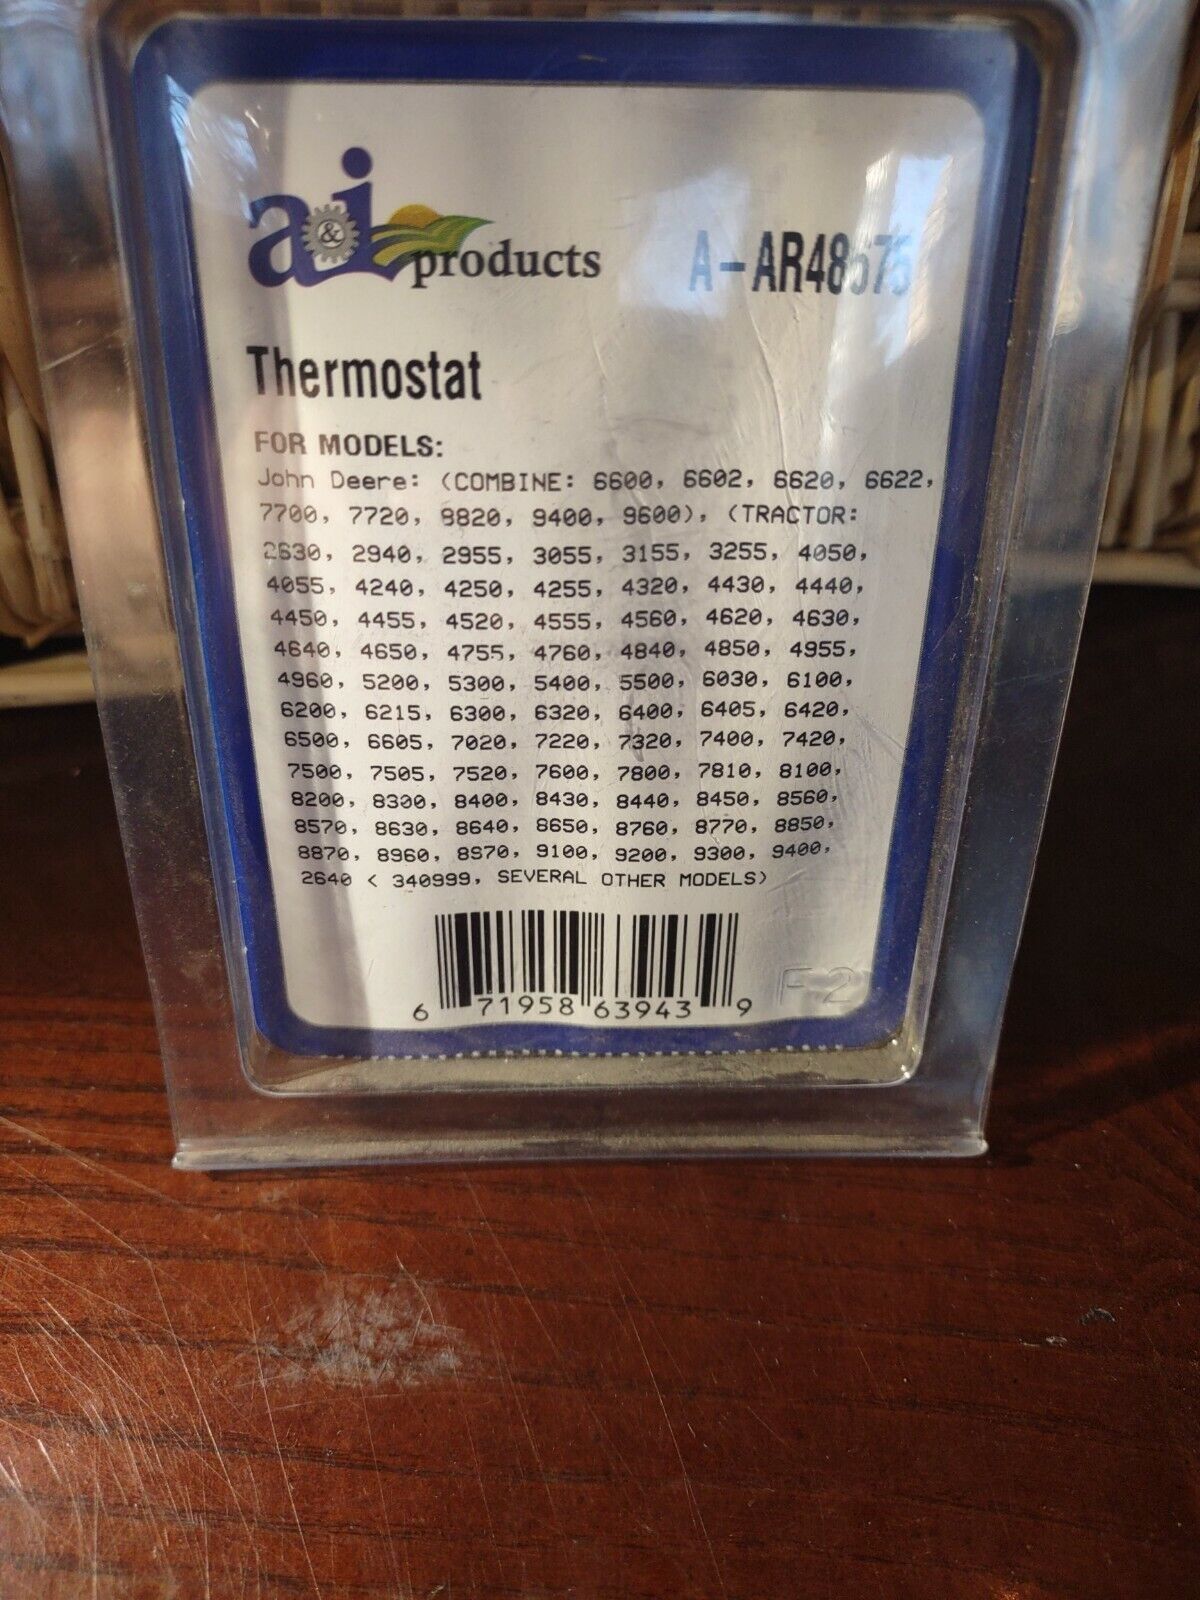 a&i products
A-AR48675
Thermostat
FOR MODELS:
John Deere: (COMBINE: 6600, 6602, 6620, 6622,
7700, 7720, 8820, 9400, 9600), (TRACTOR:
2630, 2940, 2955, 3055, 3155, 3255, 4050,
4055, 4240, 4250, 4255, 4320, 4430, 4440,
4450, 4455, 4520, 4555, 4560, 4620, 4630,
4640, 4650, 4755, 4760, 4840, 4850, 4955,
4960, 5200, 5300, 5400, 5500, 6030, 6100,
6200, 6215, 6300, 6320, 6400, 6405, 6420,
6500, 6605, 7020, 7220, 7320, 7400, 7420,
7500, 7505, 7520, 7600, 7800, 7810, 8100,
8200, 8300, 8400, 8430, 8440, 8450, 8560,
8570, 8630, 8640, 8650, 8760, 8770, 8850,
8870, 8960, 8970, 9100, 9200, 9300, 9400,
2640 < 340999, SEVERAL OTHER MODELS)
6 71958 63943 9
F2